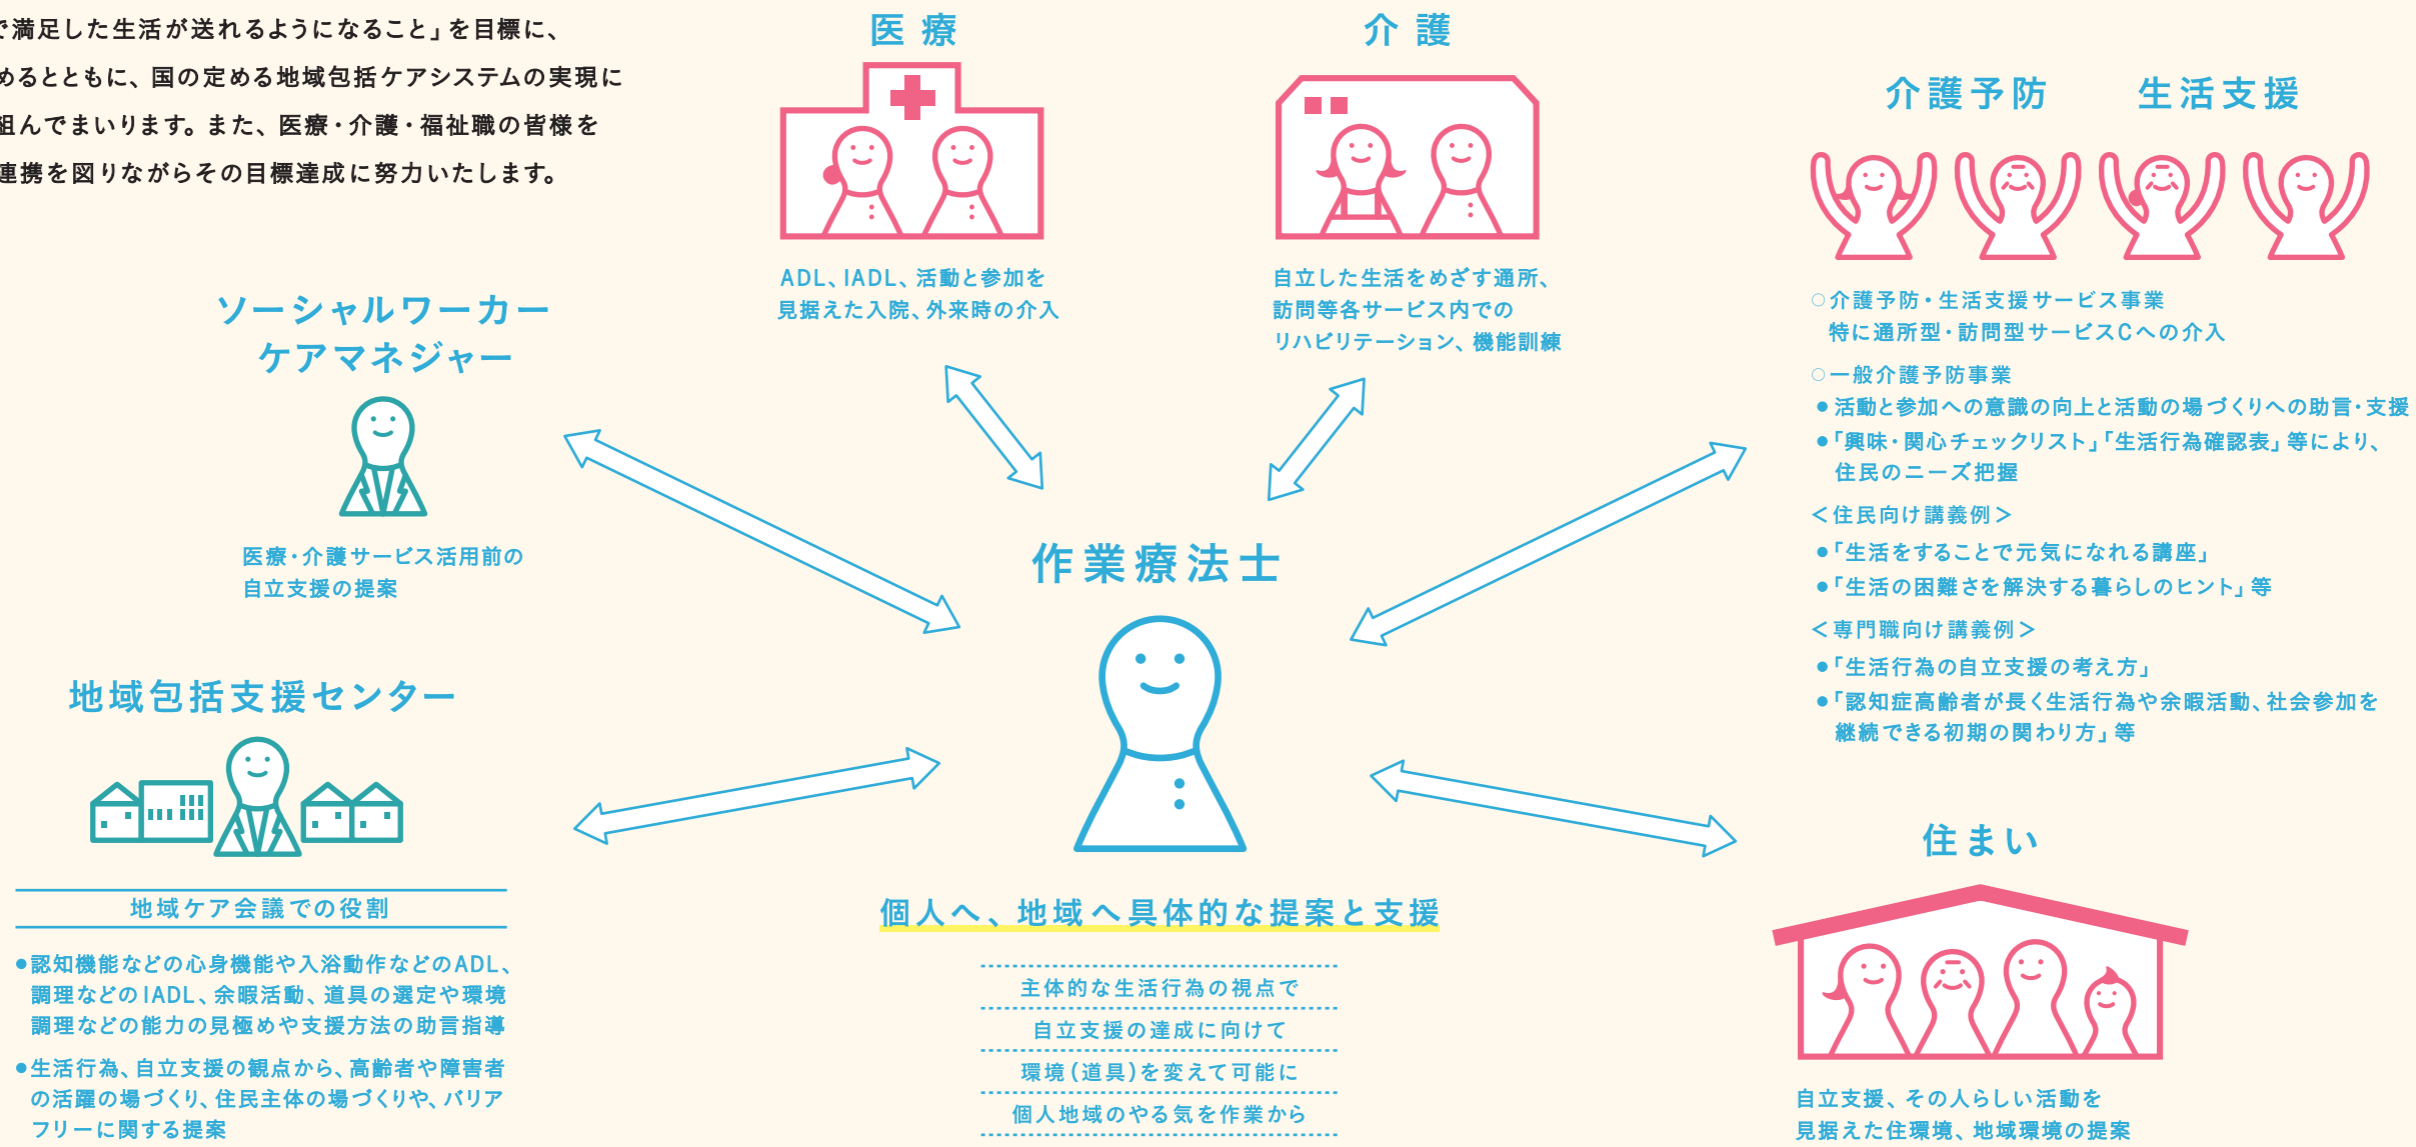 で満足した生活が送れるようになること」を目標に、
めるとともに、国の定める地域包括ケアシステムの実現に
組んでまいります。また、医療・介護・福祉職の皆様を
連携を図りながらその目標達成に努力いたします。
医療
ADL、IADL、活動と参加を
見据えた入院、外来時の介入
介護
自立した生活をめざす通所、
訪問等各サービス内での
リハビリテーション、機能訓練
介護予防 生活支援
○介護予防・生活支援サービス事業
特に通所型・訪問型サービスCへの介入
○一般介護予防事業
●活動と参加への意識の向上と活動の場づくりへの助言・支援
●「興味・関心チェックリスト」「生活行為確認表」等により、
住民のニーズ把握
＜住民向け講義例＞
●「生活をすることで元気になれる講座」
●「生活の困難さを解決する暮らしのヒント」等
＜専門職向け講義例＞
●「生活行為の自立支援の考え方」
●「認知症高齢者が長く生活行為や余暇活動、社会参加を
継続できる初期の関わり方」等
ソーシャルワーカー
ケアマネジャー
医療・介護サービス活用前の
自立支援の提案
作業療法士
個人へ、地域へ具体的な提案と支援
主体的な生活行為の視点で
自立支援の達成に向けて
環境(道具)を変えて可能に
個人地域のやる気を作業から
地域包括支援センター
地域ケア会議での役割
●認知機能などの心身機能や入浴動作などのADL、
調理などのIADL、余暇活動、道具の選定や環境
調理などの能力の見極めや支援方法の助言指導
●生活行為、自立支援の観点から、高齢者や障害者
の活躍の場づくり、住民主体の場づくりや、バリア
フリーに関する提案
住まい
自立支援、その人らしい活動を
見据えた住環境、地域環境の提案